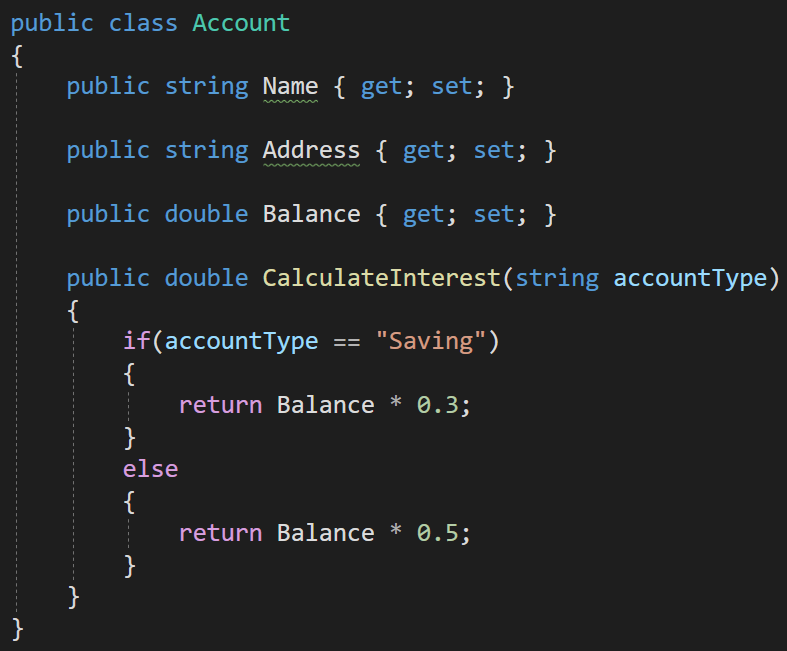 public class Account
{
    public string Name { get; set; }
    public string Address { get; set; }
    public double Balance { get; set; }
    public double CalculateInterest(string accountType)
    {
        if(accountType == "Saving")
        {
            return Balance * 0.3;
        }
        else
        {
            return Balance * 0.5;
        }
    }
}